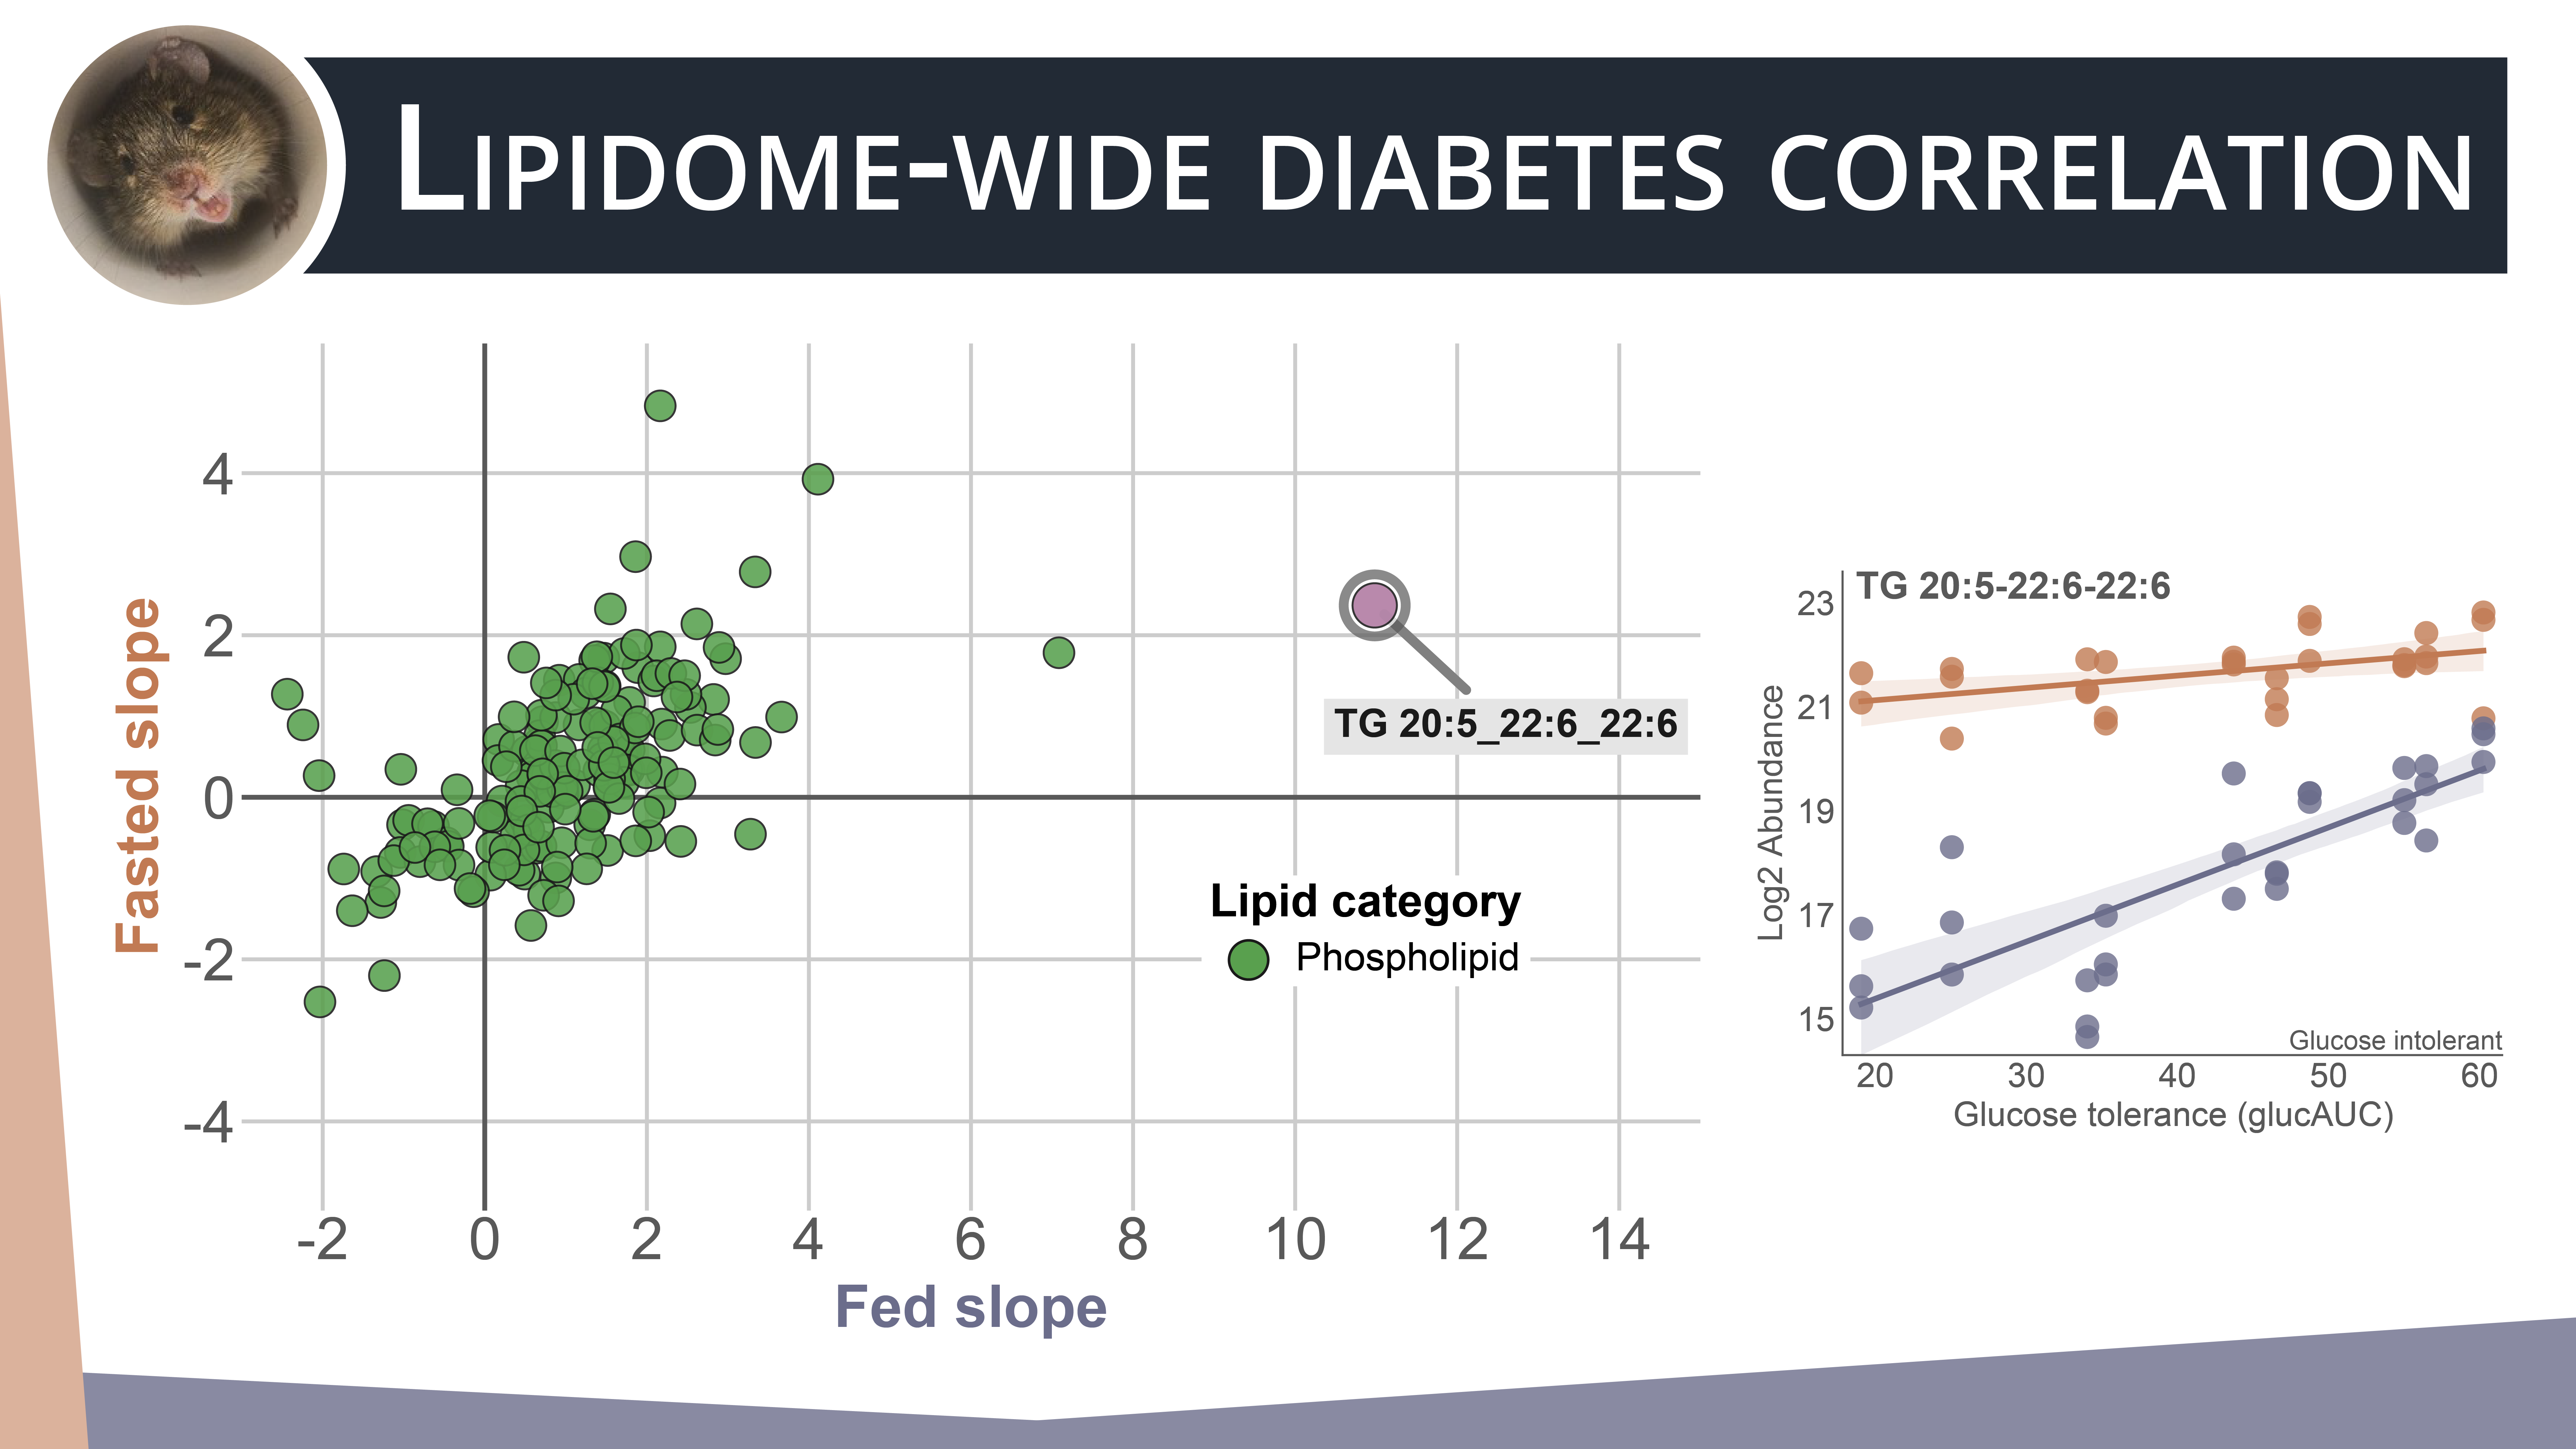 Lipidome-wide diabetes correlation
4
2
0
-2
-4
Fasted slope
-2 0 2 4 6 8 10 12 14
Fed slope
TG 20:5_22:6_22:6
Lipid category
Phospholipid
TG 20:5-22:6-22:6
23
21
19
17
15
Log2 Abundance
Glucose intolerant
20 30 40 50 60
Glucose tolerance (glucAUC)